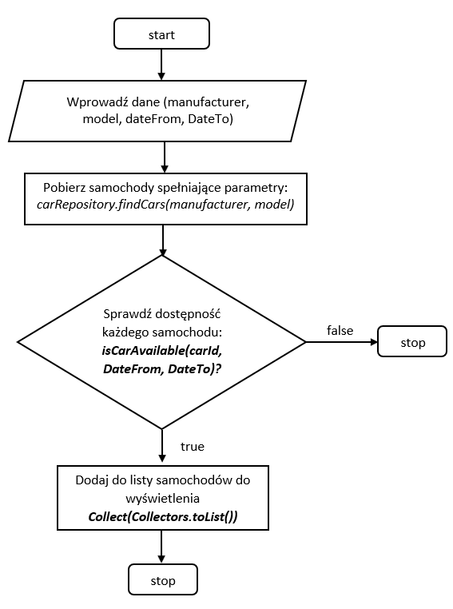 start
Wprowadź dane (manufacturer,
model, dateFrom, DateTo)
Pobierz samochody spełniające parametry:
carRepository.findCars(manufacturer, model)
Sprawdź dostępność
każdego samochodu:
isCarAvailable(carId,
DateFrom, DateTo)?
false
stop
true
Dodaj do listy samochodów do
wyświetlenia
Collect(Collectors.toList())
stop